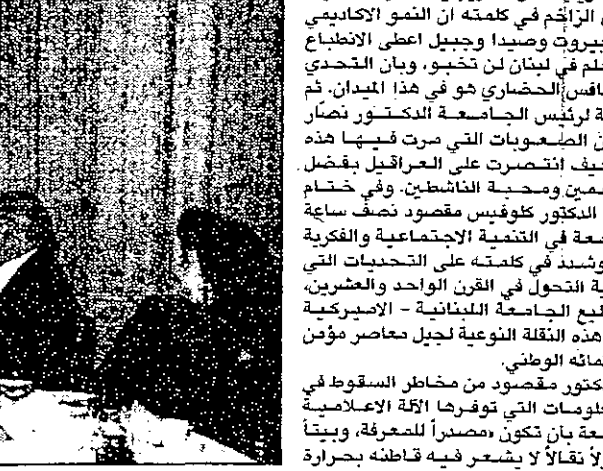 الزاخم في كلمته ان النمو الاكاديمي
بيروت وصيدا وجبيل اعطى الانطباع
علم في لبنان لن تخبو، وبأن التحدي
نافس الحضاري هو في هذا الميدان. ثم
ة لرئيس الجامعة الدكتور نصار
ن الصعوبات التي مرت فيها هذه
يف انتصرت على العراقيل بفضل
مين ومحبة الناشطين. وفي ختام
الدكتور كلوفيس مقصود نصف ساعة
معة في التنمية الاجتماعية والفكرية
وشدد في كلمته على التحديات التي
ية التحول في القرن الواحد والعشرين،
طيع الجامعة اللبنانية - الاميركية
هذه النقلة النوعية لجيل معاصر مؤمن
مائه الوطني.
كتور مقصود من مخاطر السقوط في
لومات التي توفرها الآلة الاعلامية
معة بأن تكون «مصدراً للمعرفة، وبيتاً
لا نقالاً لا يشعر فيه قاطنه بحرارة